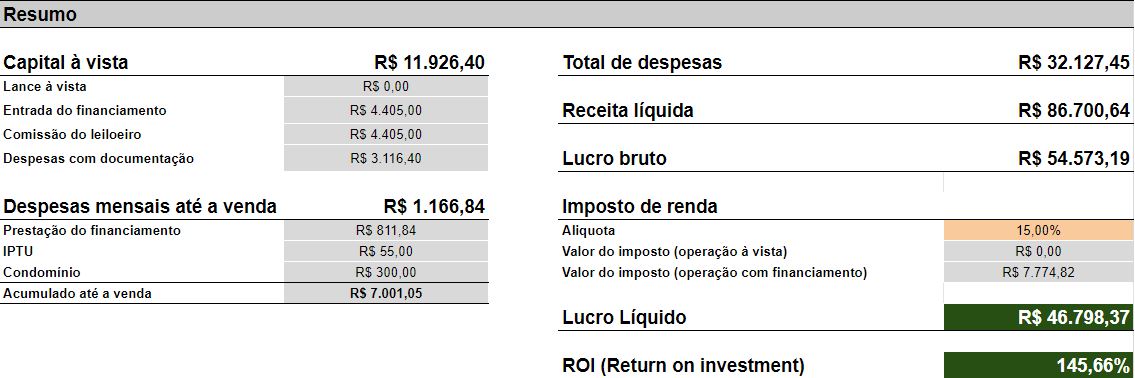 Resumo
Capital à vista R$ 11.926,40
Lance à vista R$ 0,00
Entrada do financiamento R$ 4.405,00
Comissão do leiloeiro R$ 4.405,00
Despesas com documentação R$ 3.116,40
Despesas mensais até a venda R$ 1.166,84
Prestação do financiamento R$ 811,84
IPTU R$ 55,00
Condomínio R$ 300,00
Acumulado até a venda R$ 7.001,05
Total de despesas R$ 32.127,45
Receita líquida R$ 86.700,64
Lucro bruto R$ 54.573,19
Imposto de renda
Aliquota 15,00%
Valor do imposto (operação à vista) R$ 0,00
Valor do imposto (operação com financiamento) R$ 7.774,82
Lucro Líquido R$ 46.798,37
ROI (Return on investment) 145,66%